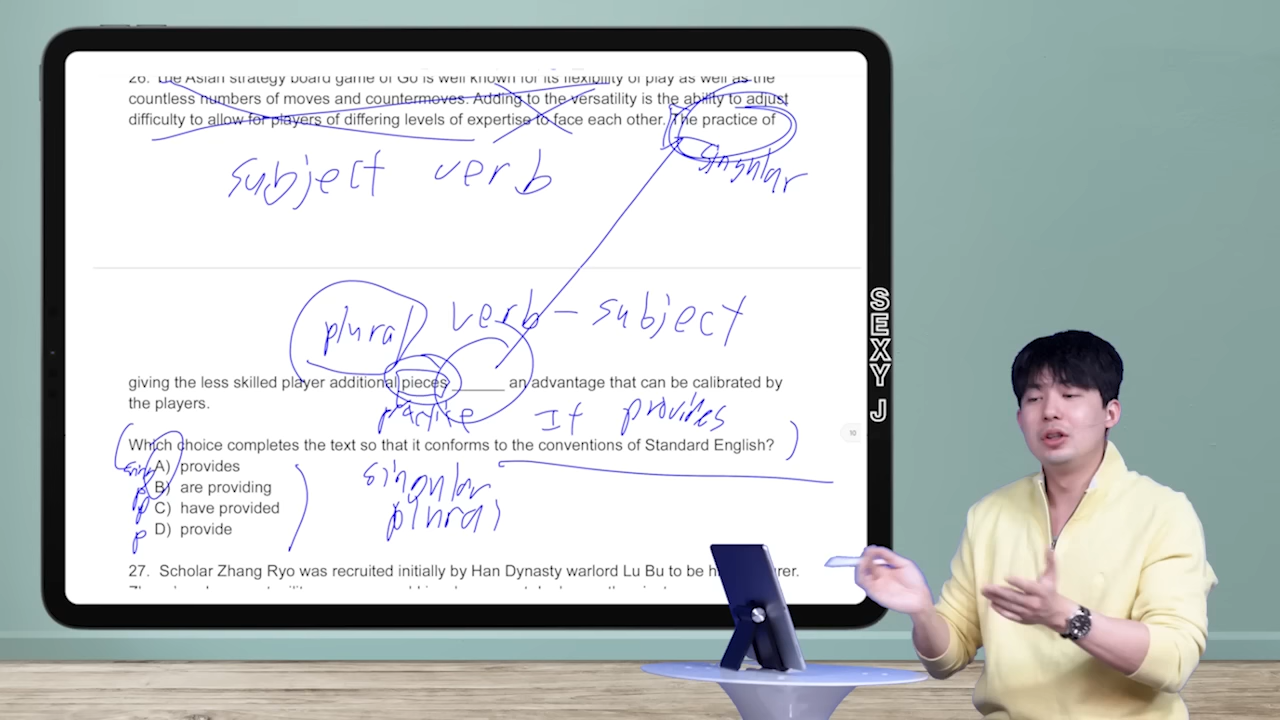 26. The Asian strategy board game of Go is well known for its flexibility of play as well as the
countless numbers of moves and countermoves. Adding to the versatility is the ability to adjust
difficulty to allow for players of differing levels of expertise to face each other. The practice of
singular
subject verb
plural verb - subject
giving the less skilled player additional pieces ______ an advantage that can be calibrated by
the players.
practice It provides
Which choice completes the text so that it conforms to the conventions of Standard English?
sing A) provides
p B) are providing
p C) have provided
p D) provide
singular
plural
10
27. Scholar Zhang Ryo was recruited initially by Han Dynasty warlord Lu Bu to be
SEXY J